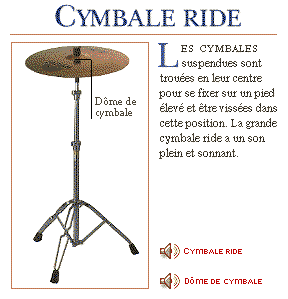 CYMBALE RIDE
Dôme de
cymbale
LES CYMBALES
suspendues sont
trouées en leur centre
pour se fixer sur un pied
élevé et être vissées dans
cette position. La grande
cymbale ride a un son
plein et sonnant.
CYMBALE RIDE
DÔME DE CYMBALE